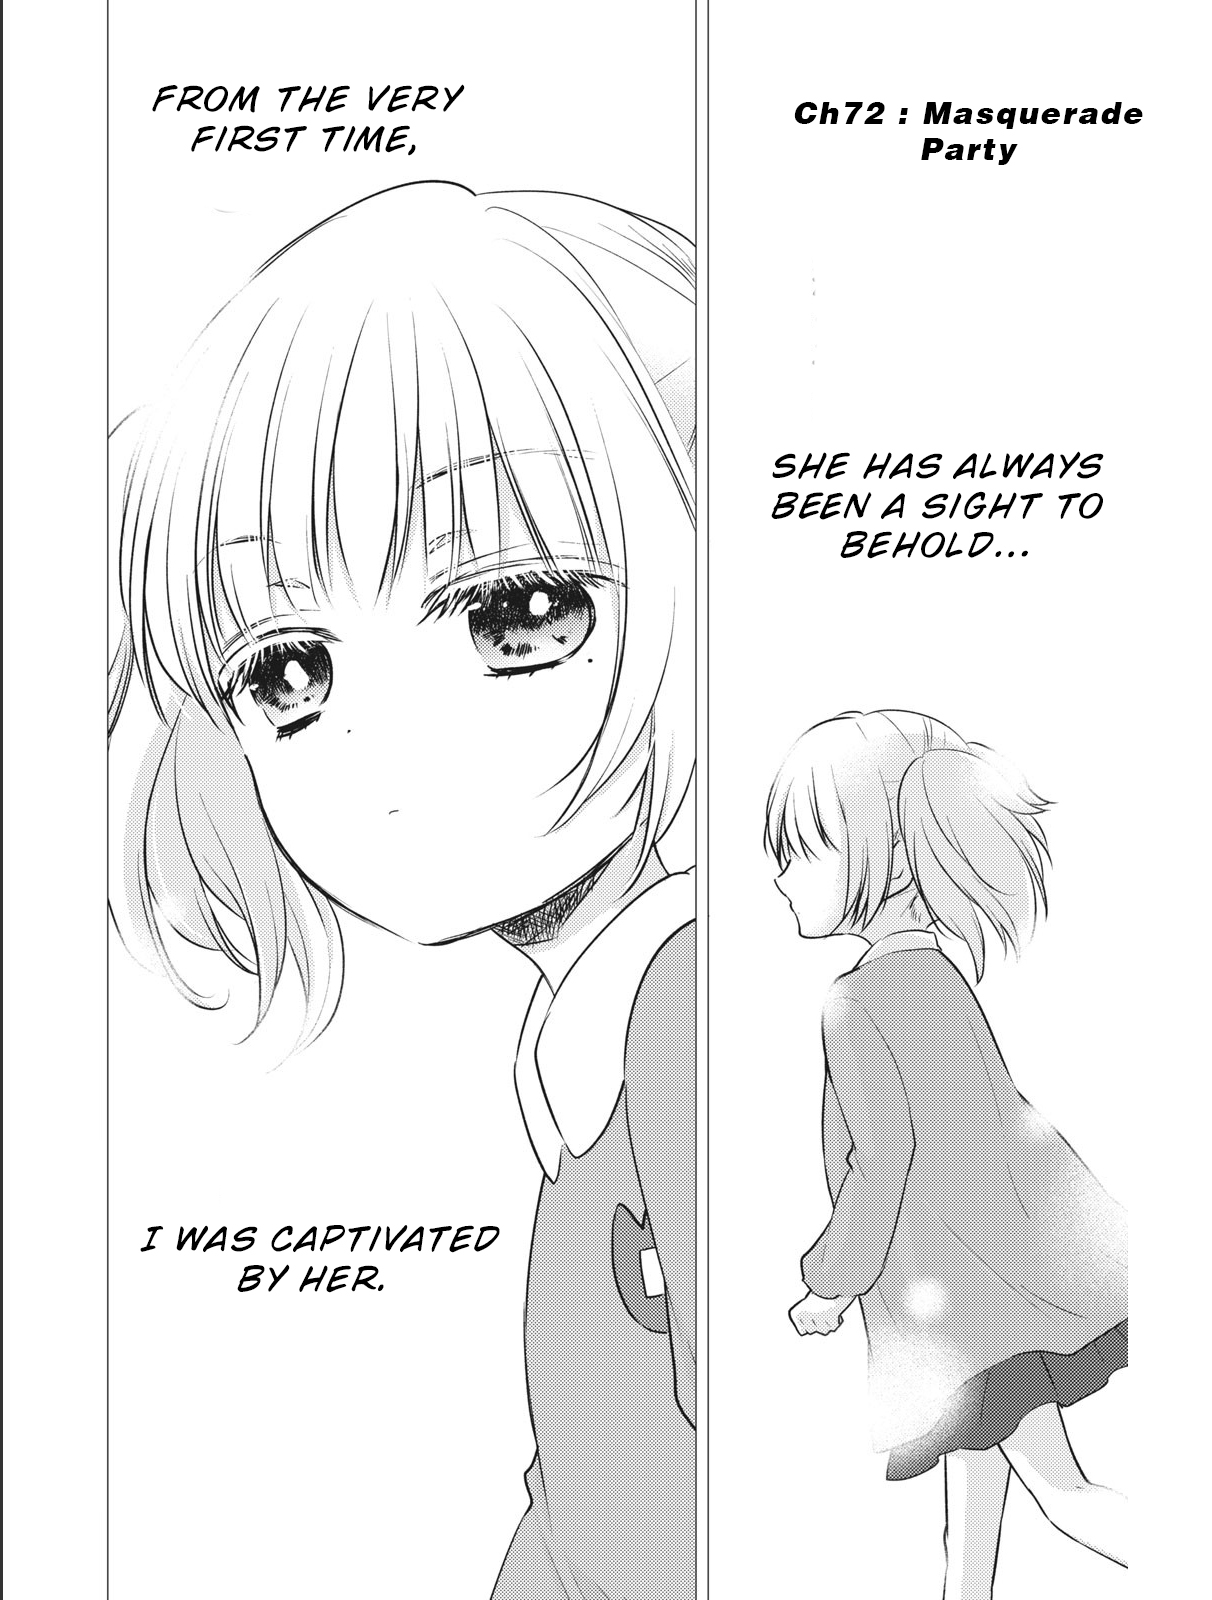 Ch72 : Masquerade
Party
SHE HAS ALWAYS
BEEN A SIGHT TO
BEHOLD...
FROM THE VERY
FIRST TIME,
I WAS CAPTIVATED
BY HER.